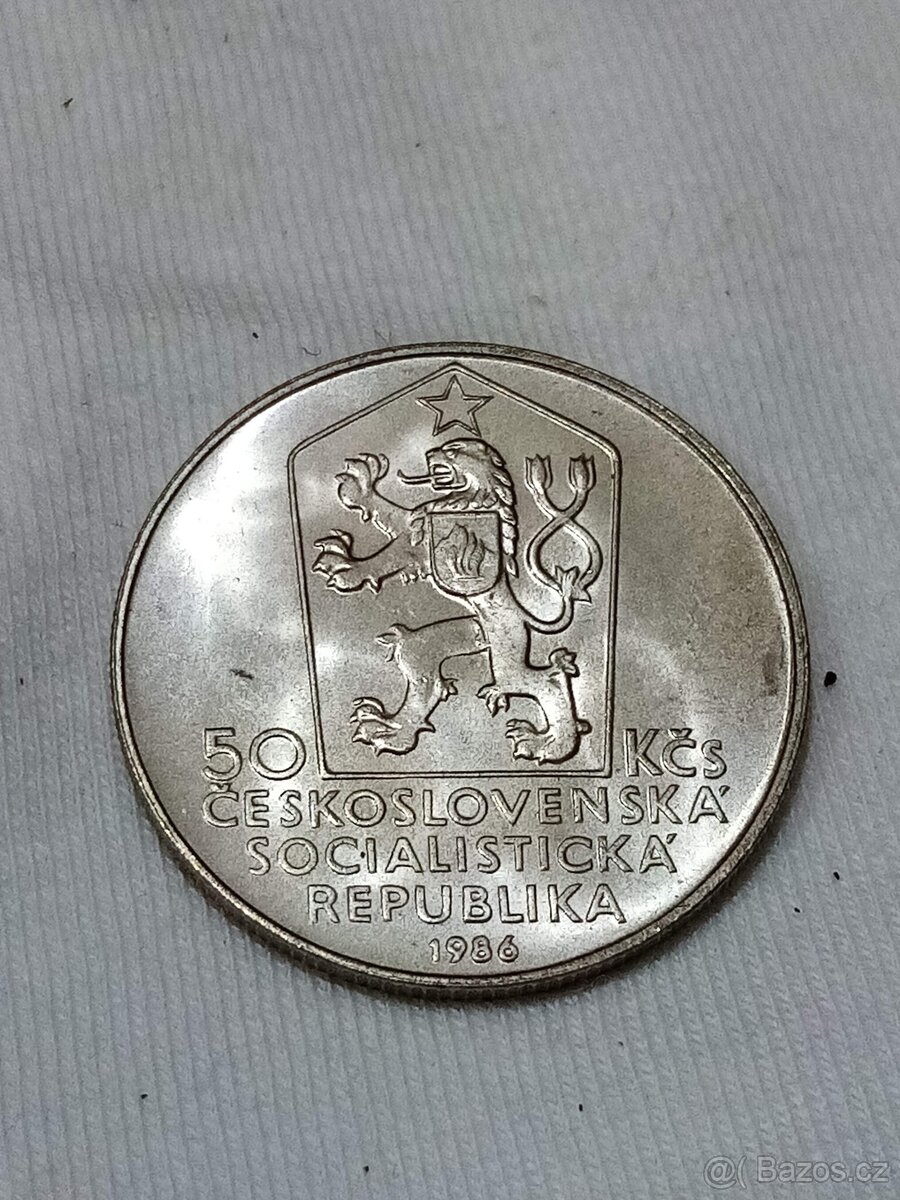 50 Kčs
ČESKOSLOVENSKÁ
SOCIALISTICKÁ
REPUBLIKA
1986
@( Bazos.cz